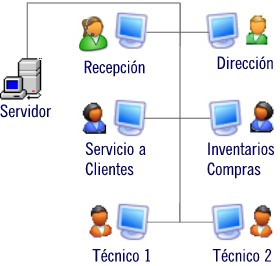 Recepción
Dirección
Servidor
Servicio a
Clientes
Inventarios
Compras
Técnico 1
Técnico 2